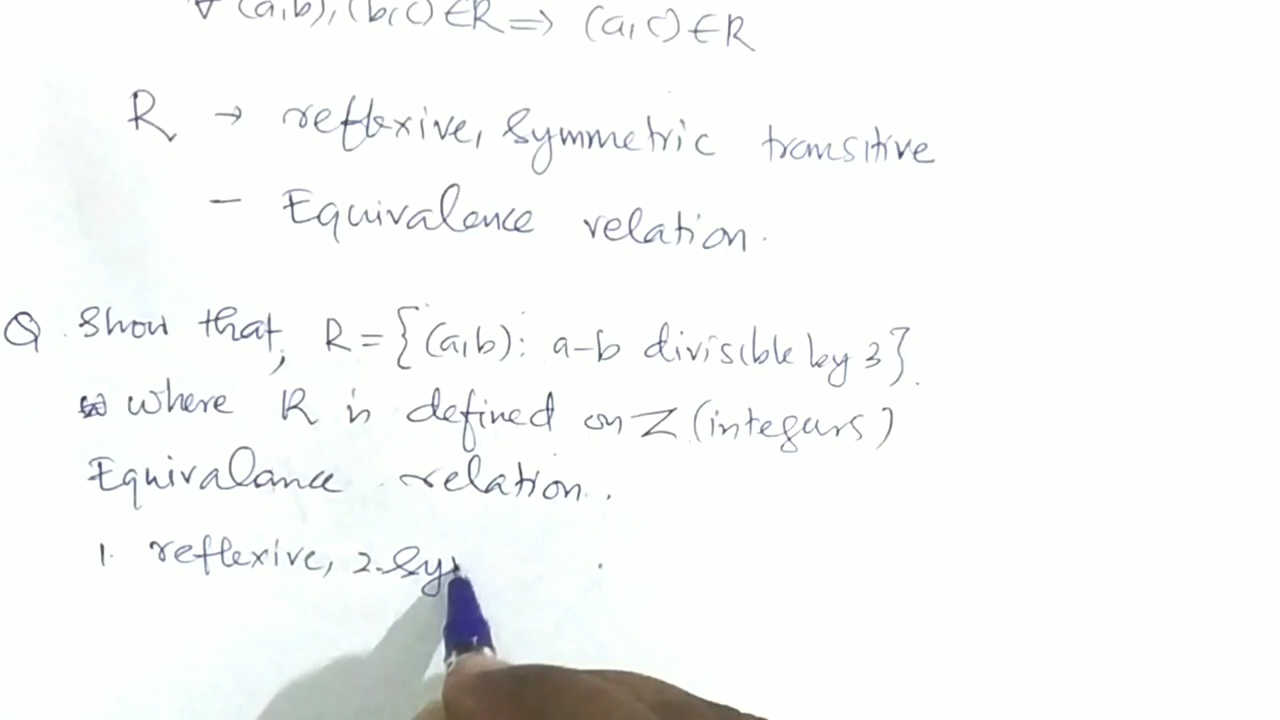 ∀ (a,b), (b,c) ∈ R ⟹ (a,c) ∈ R
R → reflexive, Symmetric transitive
- Equivalence relation.
Q. Show that, R = {(a,b): a-b divisible by 3}.
where R is defined on Z (integers)
Equivalance relation.
1. reflexive, 2. Sy